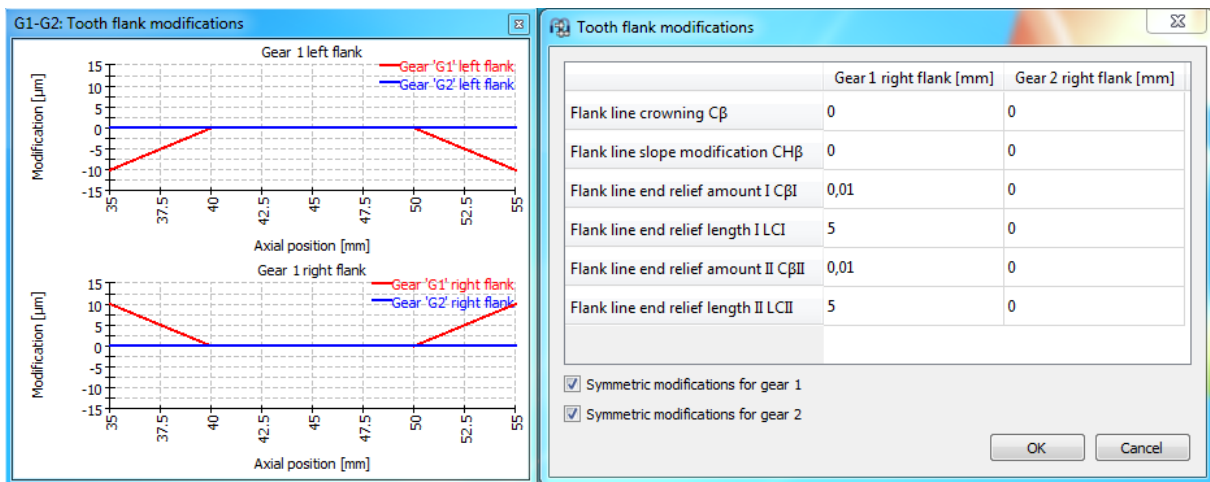 G1-G2: Tooth flank modifications
Gear 1 left flank
Gear 'G1' left flank
Gear 'G2' left flank
Modification [µm]
15
10
5
0
-5
-10
-15
35
37.5
40
42.5
45
47.5
50
52.5
55
Axial position [mm]
Gear 1 right flank
Gear 'G1' right flank
Gear 'G2' right flank
Modification [µm]
15
10
5
0
-5
-10
-15
35
37.5
40
42.5
45
47.5
50
52.5
55
Axial position [mm]
Tooth flank modifications
Gear 1 right flank [mm] Gear 2 right flank [mm]
Flank line crowning Cβ 0 0
Flank line slope modification CHβ 0 0
Flank line end relief amount I CβI 0,01 0
Flank line end relief length I LCI 5 0
Flank line end relief amount II CβII 0,01 0
Flank line end relief length II LCII 5 0
Symmetric modifications for gear 1
Symmetric modifications for gear 2
OK Cancel